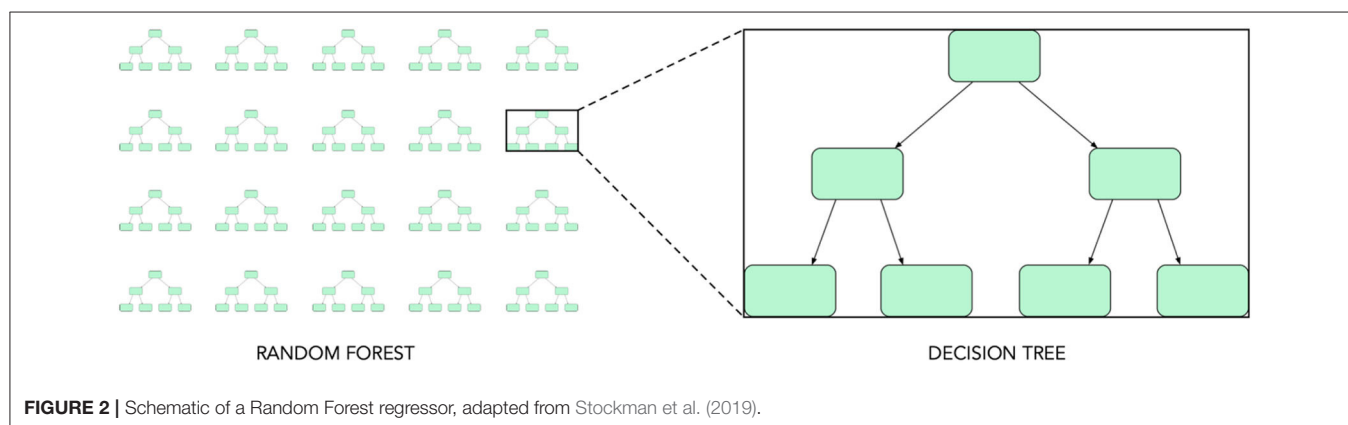 RANDOM FOREST
DECISION TREE
FIGURE 2 | Schematic of a Random Forest regressor, adapted from Stockman et al. (2019).